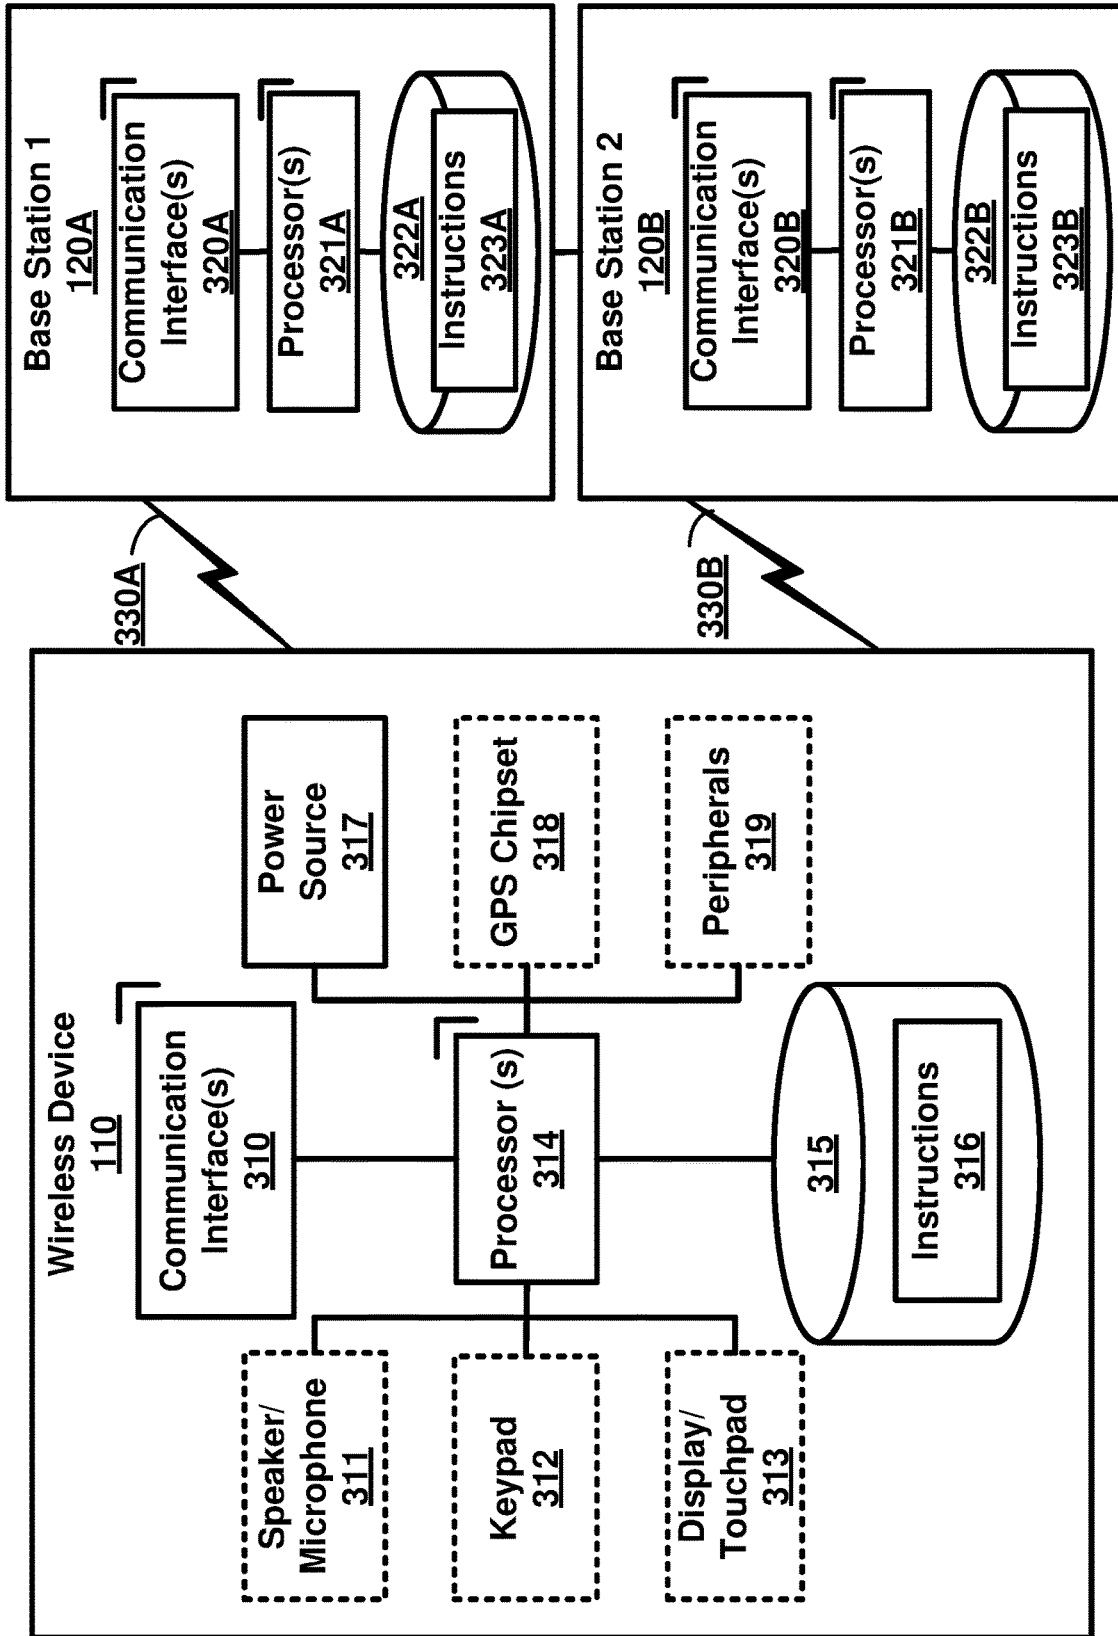 Wireless Device
110
Communication
Interface(s)
310
Speaker/
Microphone
311
Keypad
312
Display/
Touchpad
313
Processor (s)
314
Power
Source
317
GPS Chipset
318
Peripherals
319
315
Instructions
316
330A
330B
Base Station 1
120A
Communication
Interface(s)
320A
Processor(s)
321A
322A
Instructions
323A
Base Station 2
120B
Communication
Interface(s)
320B
Processor(s)
321B
322B
Instructions
323B